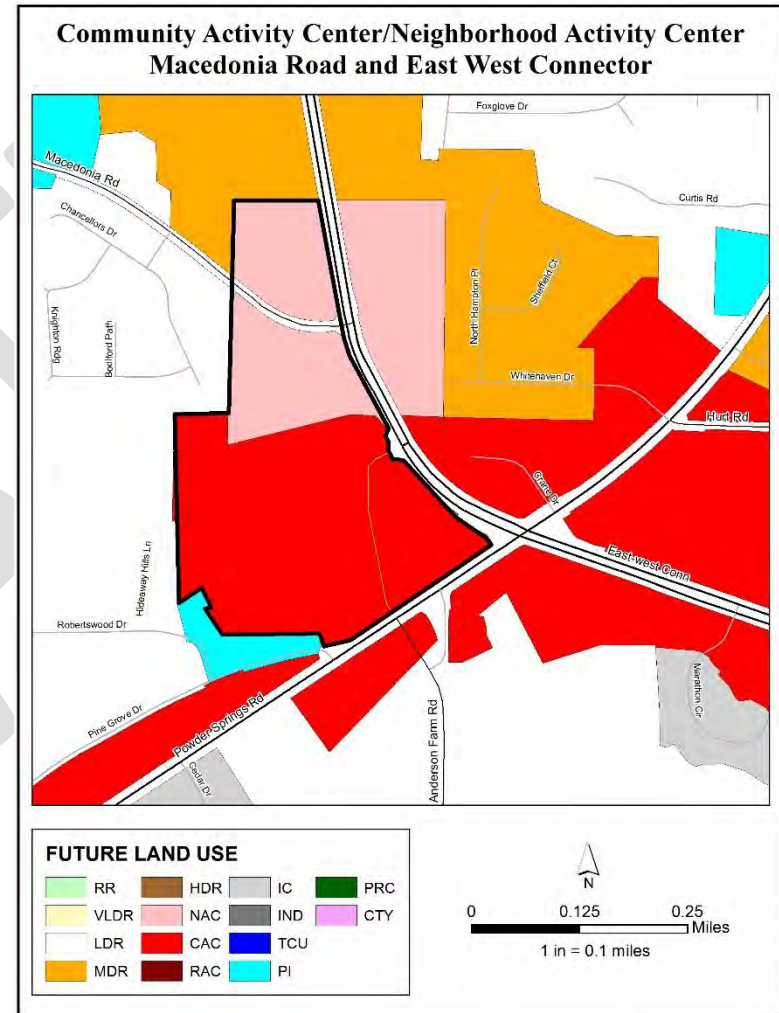 Community Activity Center/Neighborhood Activity Center
Macedonia Road and East West Connector
Foxglove Dr
Macedonia Rd
Curtis Rd
Chancellors Dr
North Hampton Pl
Sheffield Ct
Knighton Rdg
Bodiford Path
Whitehaven Dr
Hurt Rd
Crane Dr
East-west Conn
Hidesway Hills Ln
Robertswood Dr
Marathon Cir
Pine Grove Dr
Powder Springs Rd
Anderson Farm Rd
Cedar Dr
FUTURE LAND USE
RR HDR IC PRC
VLDR NAC IND CTY
LDR CAC TCU
MDR RAC PI
N
0 0.125 0.25
Miles
1 in = 0.1 miles